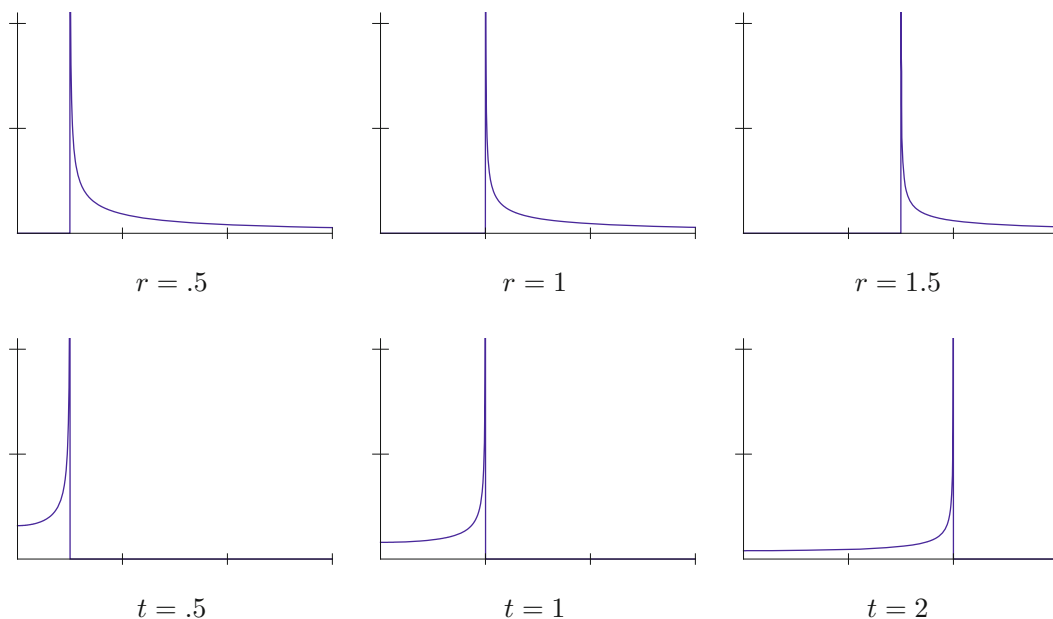 r = .5 r = 1 r = 1.5
t = .5 t = 1 t = 2